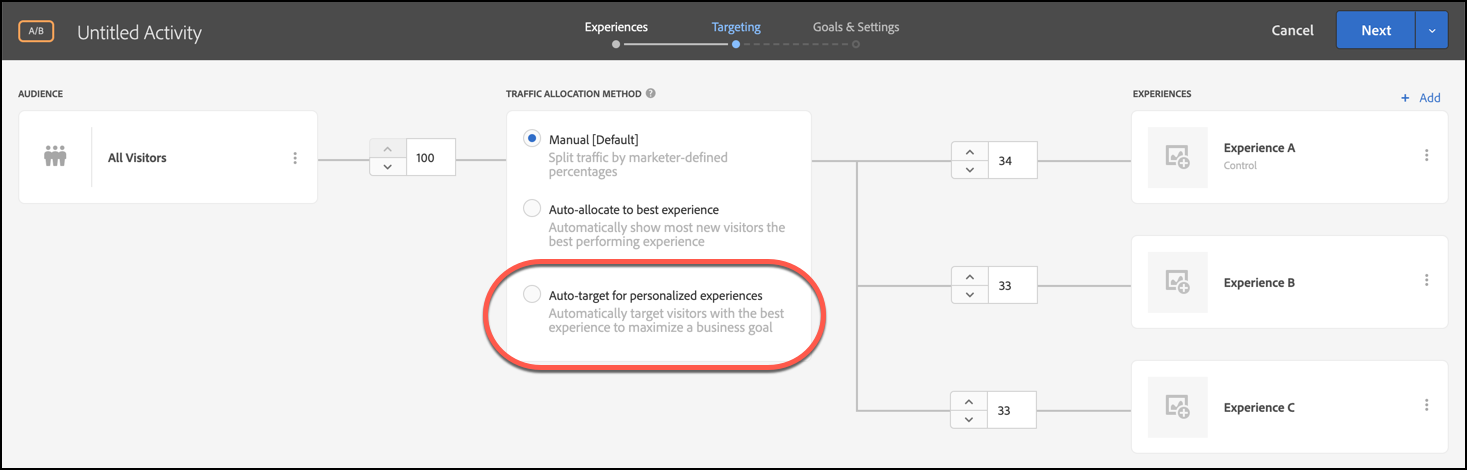 A/B
Untitled Activity
Experiences
Targeting
Goals & Settings
Cancel
Next
AUDIENCE
TRAFFIC ALLOCATION METHOD ?
EXPERIENCES
+ Add
All Visitors
100
Manual [Default]
Split traffic by marketer-defined
percentages
Auto-allocate to best experience
Automatically show most new visitors the
best performing experience
Auto-target for personalized experiences
Automatically target visitors with the best
experience to maximize a business goal
34
Experience A
Control
33
Experience B
33
Experience C